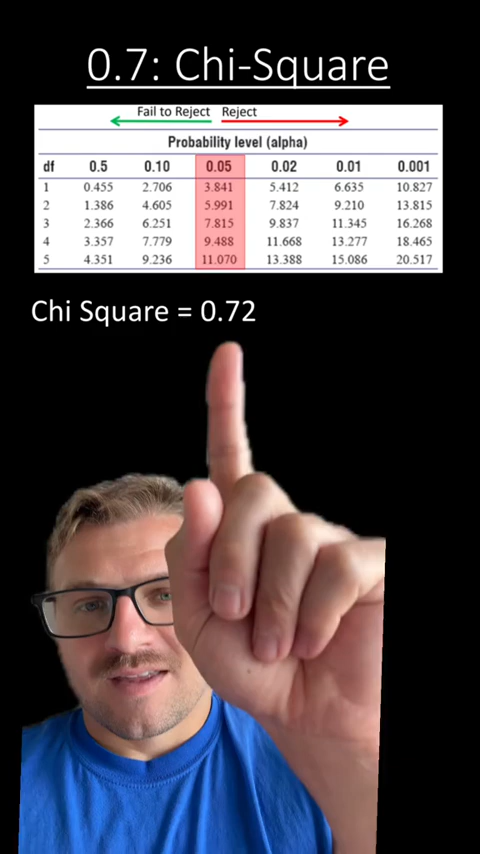 0.7: Chi-Square
Fail to Reject Reject
Probability level (alpha)
df 0.5 0.10 0.05 0.02 0.01 0.001
1 0.455 2.706 3.841 5.412 6.635 10.827
2 1.386 4.605 5.991 7.824 9.210 13.815
3 2.366 6.251 7.815 9.837 11.345 16.268
4 3.357 7.779 9.488 11.668 13.277 18.465
5 4.351 9.236 11.070 13.388 15.086 20.517
Chi Square = 0.72